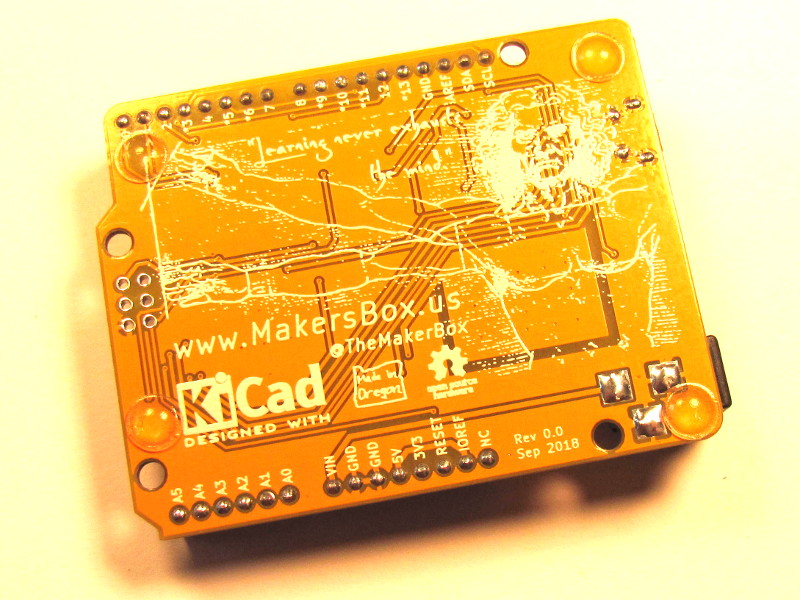 *3
4
*5
*6
7
8
*9
*10
*11
12
*13
GND
AREF
SDA
SCL
"Learning never exhausts
the mind"
www.MakersBox.us
@TheMakerBox
KiCad
DESIGNED WITH
Made in
Oregon
open source
hardware
A5
A4
A3
A2
A1
A0
VIN
GND
GND
5V
3V3
RESET
IOREF
NC
Rev 0.0
Sep 2018